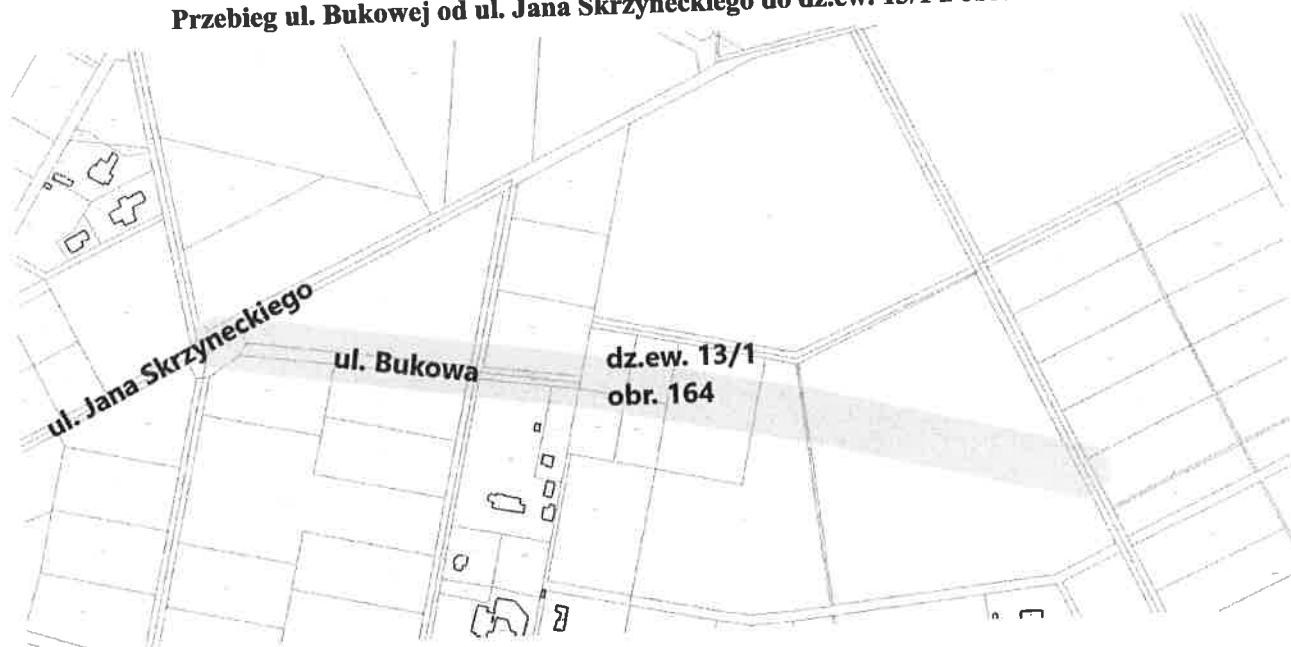 Przebieg ul. Bukowej od ul. Jana Skrzyneckiego do dz.ew. 13/1
ul. Jana Skrzyneckiego
ul. Bukowa
dz.ew. 13/1
obr. 164